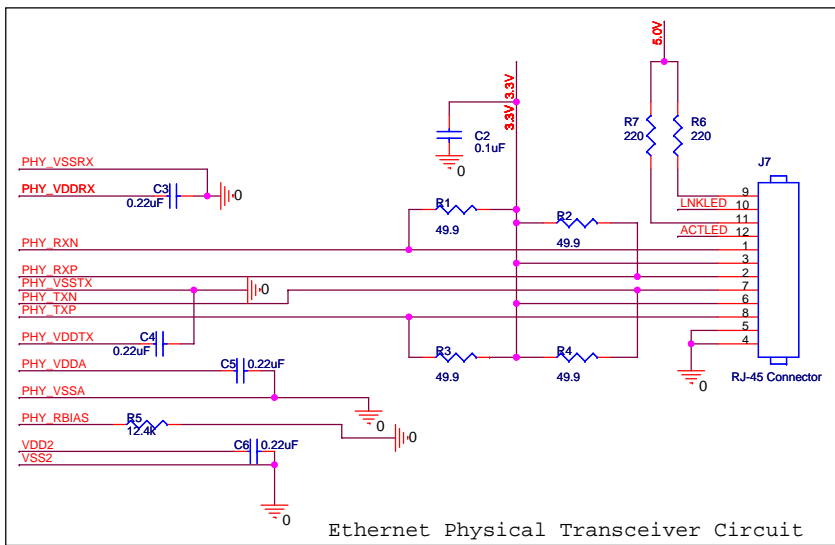 5.0V
3.3V
3.3V
C2
0.1uF
0
R7
220
R6
220
J7
PHY_VSSRX
PHY_VDDRX
C3
0.22uF
0
9
LNKLED
10
11
ACTLED
12
R1
49.9
R2
49.9
PHY_RXN
1
3
PHY_RXP
2
PHY_VSSTX
0
7
PHY_TXN
6
PHY_TXP
8
5
4
PHY_VDDTX
C4
0.22uF
R3
49.9
R4
49.9
0
RJ-45 Connector
PHY_VDDA
C5
0.22uF
PHY_VSSA
0
PHY_RBIAS
R5
12.4k
0
VDD2
C6
0.22uF
VSS2
0
Ethernet Physical Transceiver Circuit